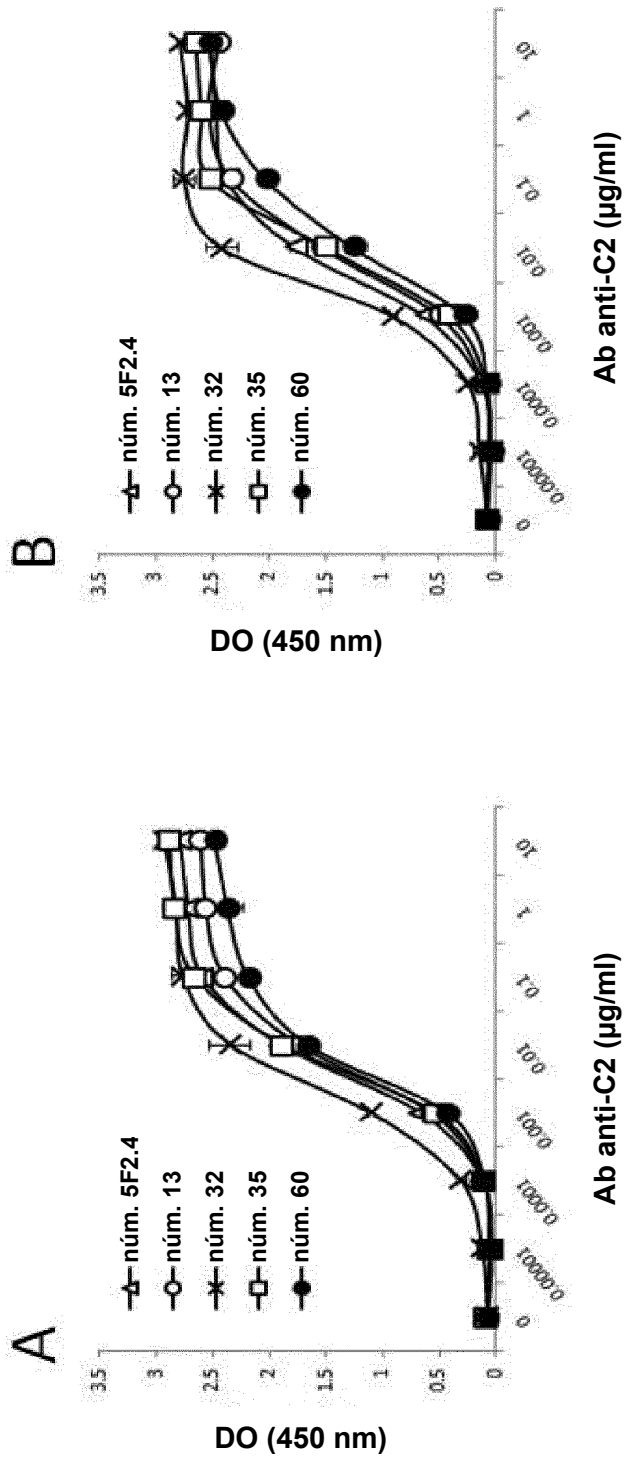 A
DO (450 nm)
3.5
3
2.5
2
1.5
1
0.5
0
núm. 5F2.4
núm. 13
núm. 32
núm. 35
núm. 60
0
0.00001
0.0001
0.001
0.01
0.1
1
10
Ab anti-C2 (µg/ml)
B
DO (450 nm)
3.5
3
2.5
2
1.5
1
0.5
0
núm. 5F2.4
núm. 13
núm. 32
núm. 35
núm. 60
0
0.00001
0.0001
0.001
0.01
0.1
1
10
Ab anti-C2 (µg/ml)